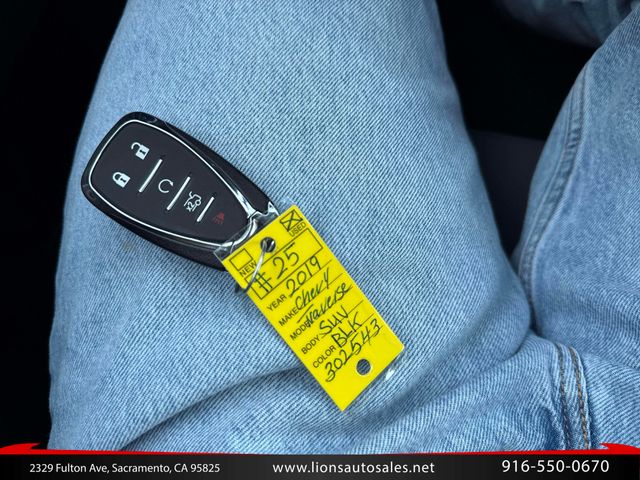 NEW USED
#25
YEAR 2019
MAKE Chevy
MOD Traverse
BODY SUV
COLOR BLK
302543
2329 Fulton Ave, Sacramento, CA 95825 www.lionsautosales.net 916-550-0670